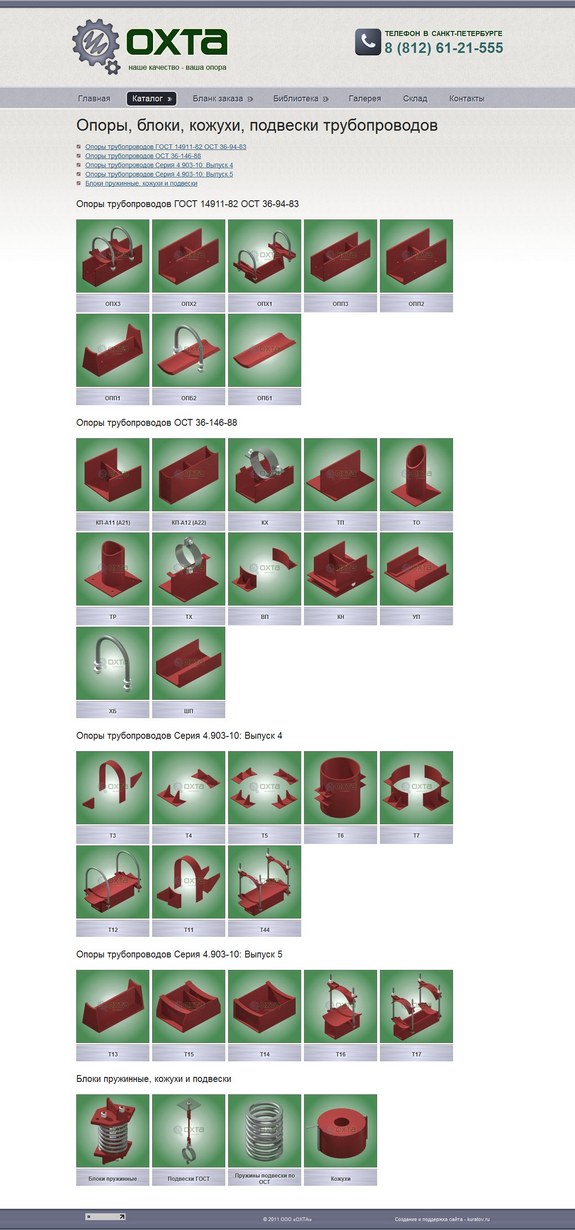 OXTA
наше качество - ваша опора
ТЕЛЕФОН В САНКТ-ПЕТЕРБУРГЕ
8 (812) 61-21-555
Главная Каталог » Бланк заказа » Библиотека » Галерея Склад Контакты
Опоры, блоки, кожухи, подвески трубопроводов
Опоры трубопроводов ГОСТ 14911-82 ОСТ 36-94-83
Опоры трубопроводов ОСТ 36-146-88
Опоры трубопроводов Серия 4.903-10: Выпуск 4
Опоры трубопроводов Серия 4.903-10: Выпуск 5
Блоки пружинные, кожухи и подвески
Опоры трубопроводов ГОСТ 14911-82 ОСТ 36-94-83
ОПХ3 ОПХ2 ОПХ1 ОПП3 ОПП2
ОПП1 ОПБ2 ОПБ1
Опоры трубопроводов ОСТ 36-146-88
КП-А11 (А21) КП-А12 (А22) КХ ТП ТО
ТР ТХ ВП КН УП
ХБ ШП
Опоры трубопроводов Серия 4.903-10: Выпуск 4
Т3 Т4 Т5 Т6 Т7
Т12 Т11 Т44
Опоры трубопроводов Серия 4.903-10: Выпуск 5
Т13 Т15 Т14 Т16 Т17
Блоки пружинные, кожухи и подвески
Блоки пружинные Подвески ГОСТ Пружины подвески по ОСТ Кожухи
© 2011 ООО «ОХТА»
Создание и поддержка сайта - kuratov.ru